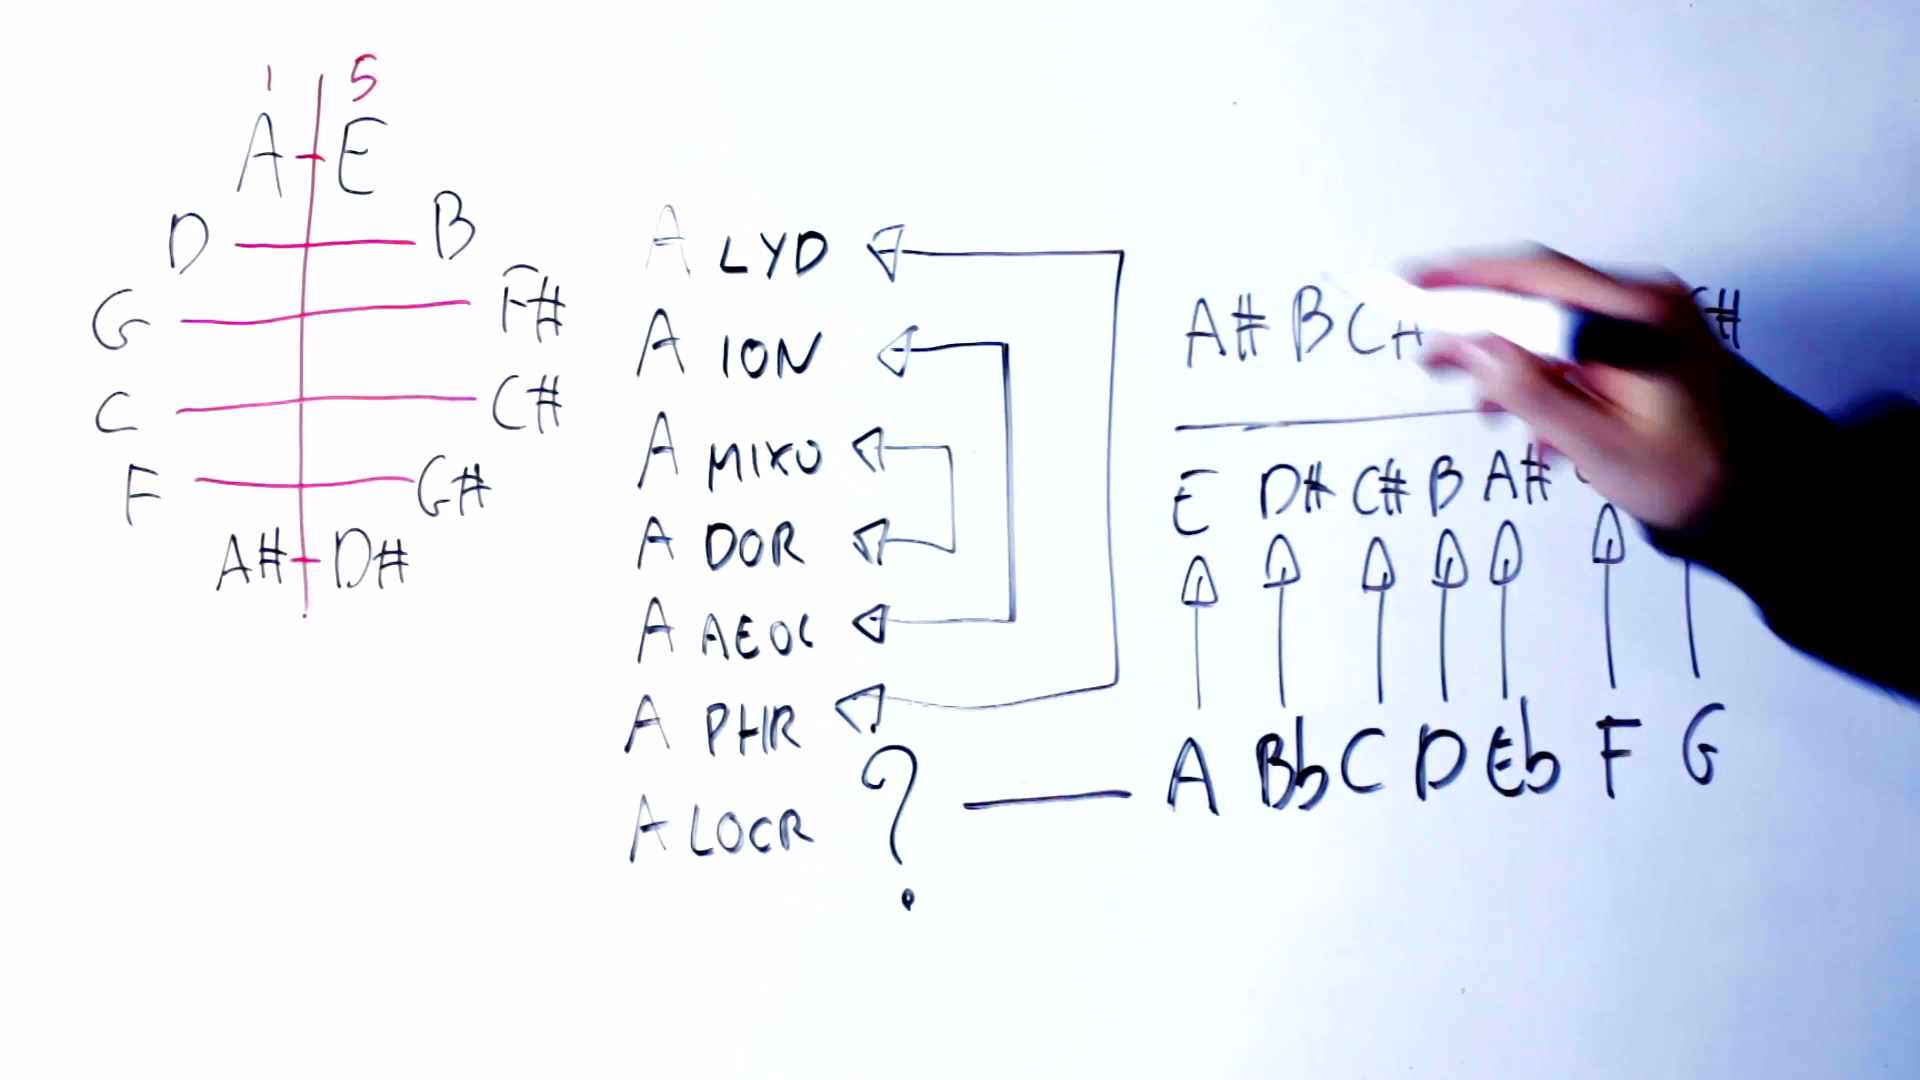 1 5
A E
D B
G F#
C C#
F G#
A# D#
A LYD
A ION
A MIXO
A DOR
A AEOL
A PHR
A LOCR ?
A# B C#
E D# C# B A#
A Bb C D Eb F G